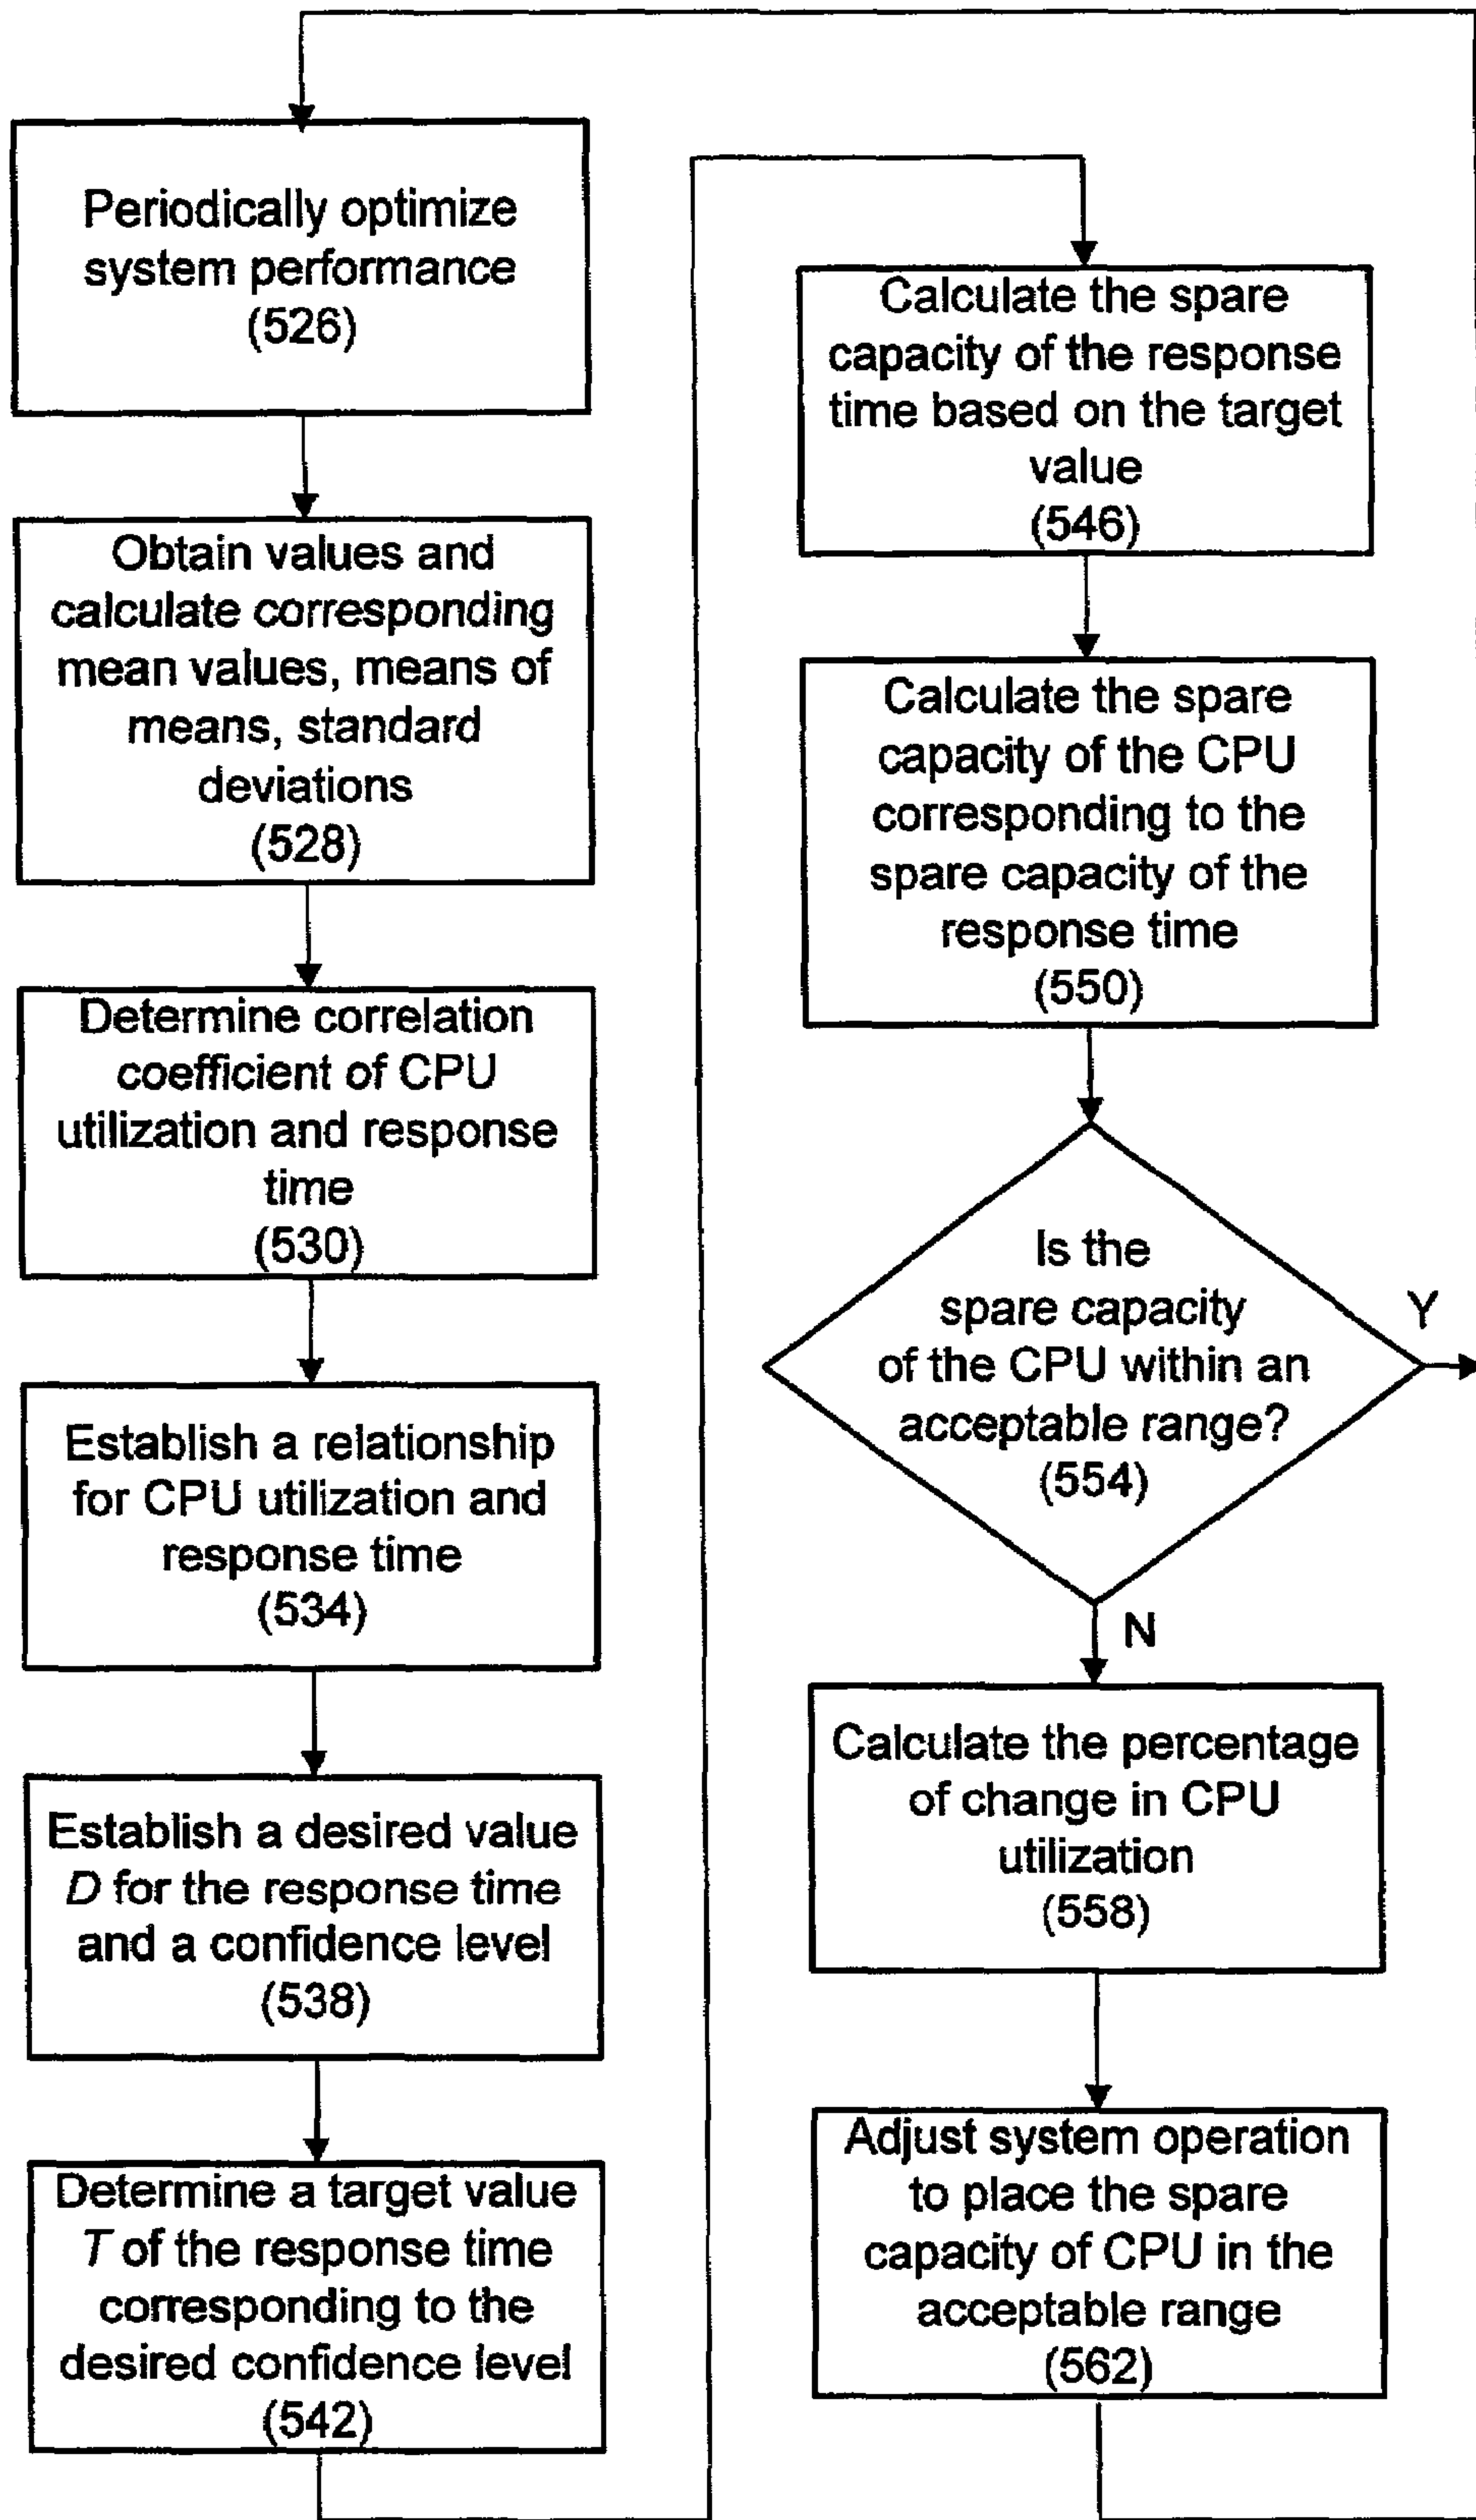 Periodically optimize
system performance
(526)
Obtain values and
calculate corresponding
mean values, means of
means, standard
deviations
(528)
Determine correlation
coefficient of CPU
utilization and response
time
(530)
Establish a relationship
for CPU utilization and
response time
(534)
Establish a desired value
D for the response time
and a confidence level
(538)
Determine a target value
T of the response time
corresponding to the
desired confidence level
(542)
Calculate the spare
capacity of the response
time based on the target
value
(546)
Calculate the spare
capacity of the CPU
corresponding to the
spare capacity of the
response time
(550)
Is the
spare capacity
of the CPU within an
acceptable range?
(554)
Y
N
Calculate the percentage
of change in CPU
utilization
(558)
Adjust system operation
to place the spare
capacity of CPU in the
acceptable range
(562)